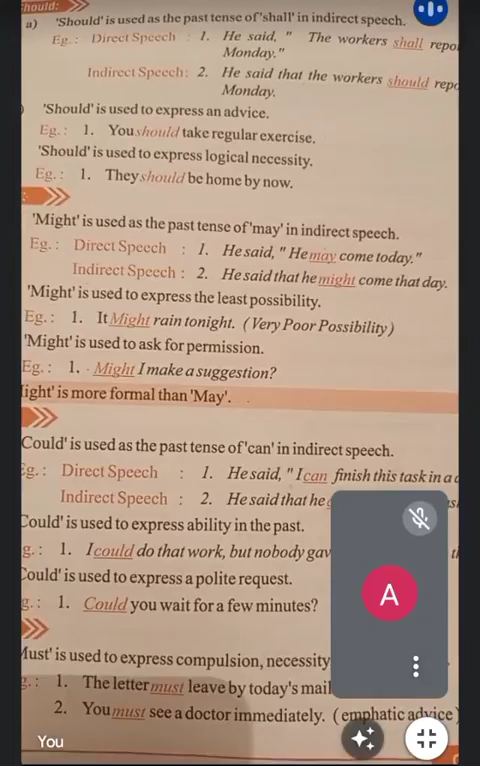 Should:
a) 'Should' is used as the past tense of 'shall' in indirect speech.
Eg.: Direct Speech : 1. He said, " The workers shall
Monday."
Indirect Speech: 2. He said that the workers should
Monday.
'Should' is used to express an advice.
Eg.: 1. You should take regular exercise.
'Should' is used to express logical necessity.
Eg.: 1. They should be home by now.
'Might' is used as the past tense of 'may' in indirect speech.
Eg.: Direct Speech : 1. He said, " He may come today."
Indirect Speech : 2. He said that he might come that day.
'Might' is used to express the least possibility.
Eg.: 1. It Might rain tonight. (Very Poor Possibility)
'Might' is used to ask for permission.
Eg.: 1. Might I make a suggestion?
is more formal than 'May'.
Could' is used as the past tense of 'can' in indirect speech.
Eg.: Direct Speech : 1. He said, " I can finish this task in a
Indirect Speech : 2. He said that he
Could' is used to express ability in the past.
g.: 1. I could do that work, but nobody
Could' is used to express a polite request.
g.: 1. Could you wait for a few minutes?
A
Must' is used to express compulsion, necessity
g.: 1. The letter must leave by today's mail
2. You must see a doctor immediately. (emphatic advice)
You